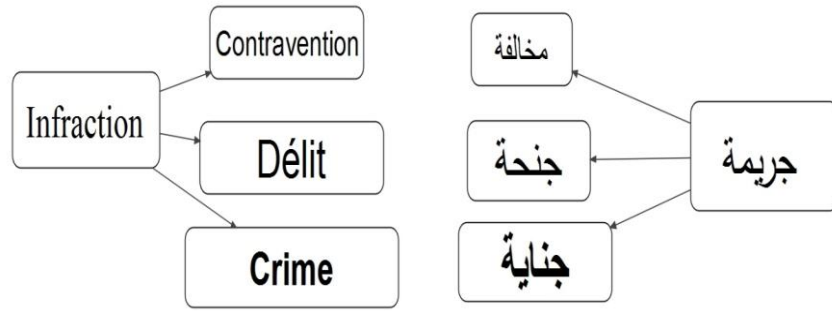 Contravention
Infraction
Délit
Crime
مخالفة
جريمة
جنحة
جناية